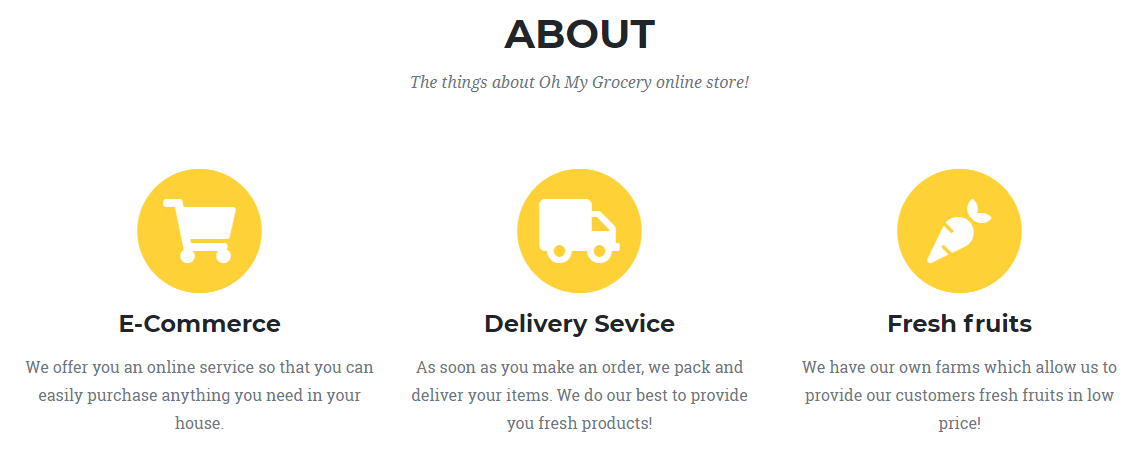 ABOUT
The things about Oh My Grocery online store!
E-Commerce
We offer you an online service so that you can
easily purchase anything you need in your
house.
Delivery Sevice
As soon as you make an order, we pack and
deliver your items. We do our best to provide
you fresh products!
Fresh fruits
We have our own farms which allow us to
provide our customers fresh fruits in low
price!